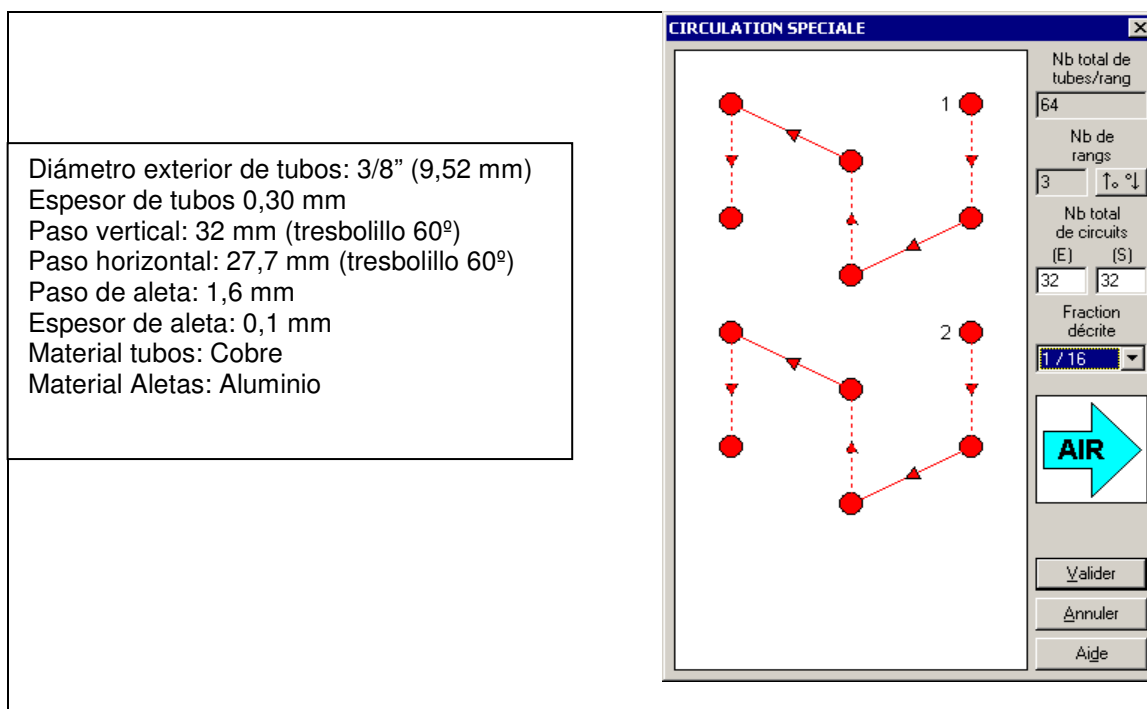 Diámetro exterior de tubos: 3/8” (9,52 mm)
Espesor de tubos 0,30 mm
Paso vertical: 32 mm (tresbolillo 60º)
Paso horizontal: 27,7 mm (tresbolillo 60º)
Paso de aleta: 1,6 mm
Espesor de aleta: 0,1 mm
Material tubos: Cobre
Material Aletas: Aluminio
CIRCULATION SPECIALE
1
2
Nb total de
tubes/rang
64
Nb de
rangs
3
Nb total
de circuits
(E) (S)
32 32
Fraction
décrite
1 / 16
AIR
Valider
Annuler
Aide